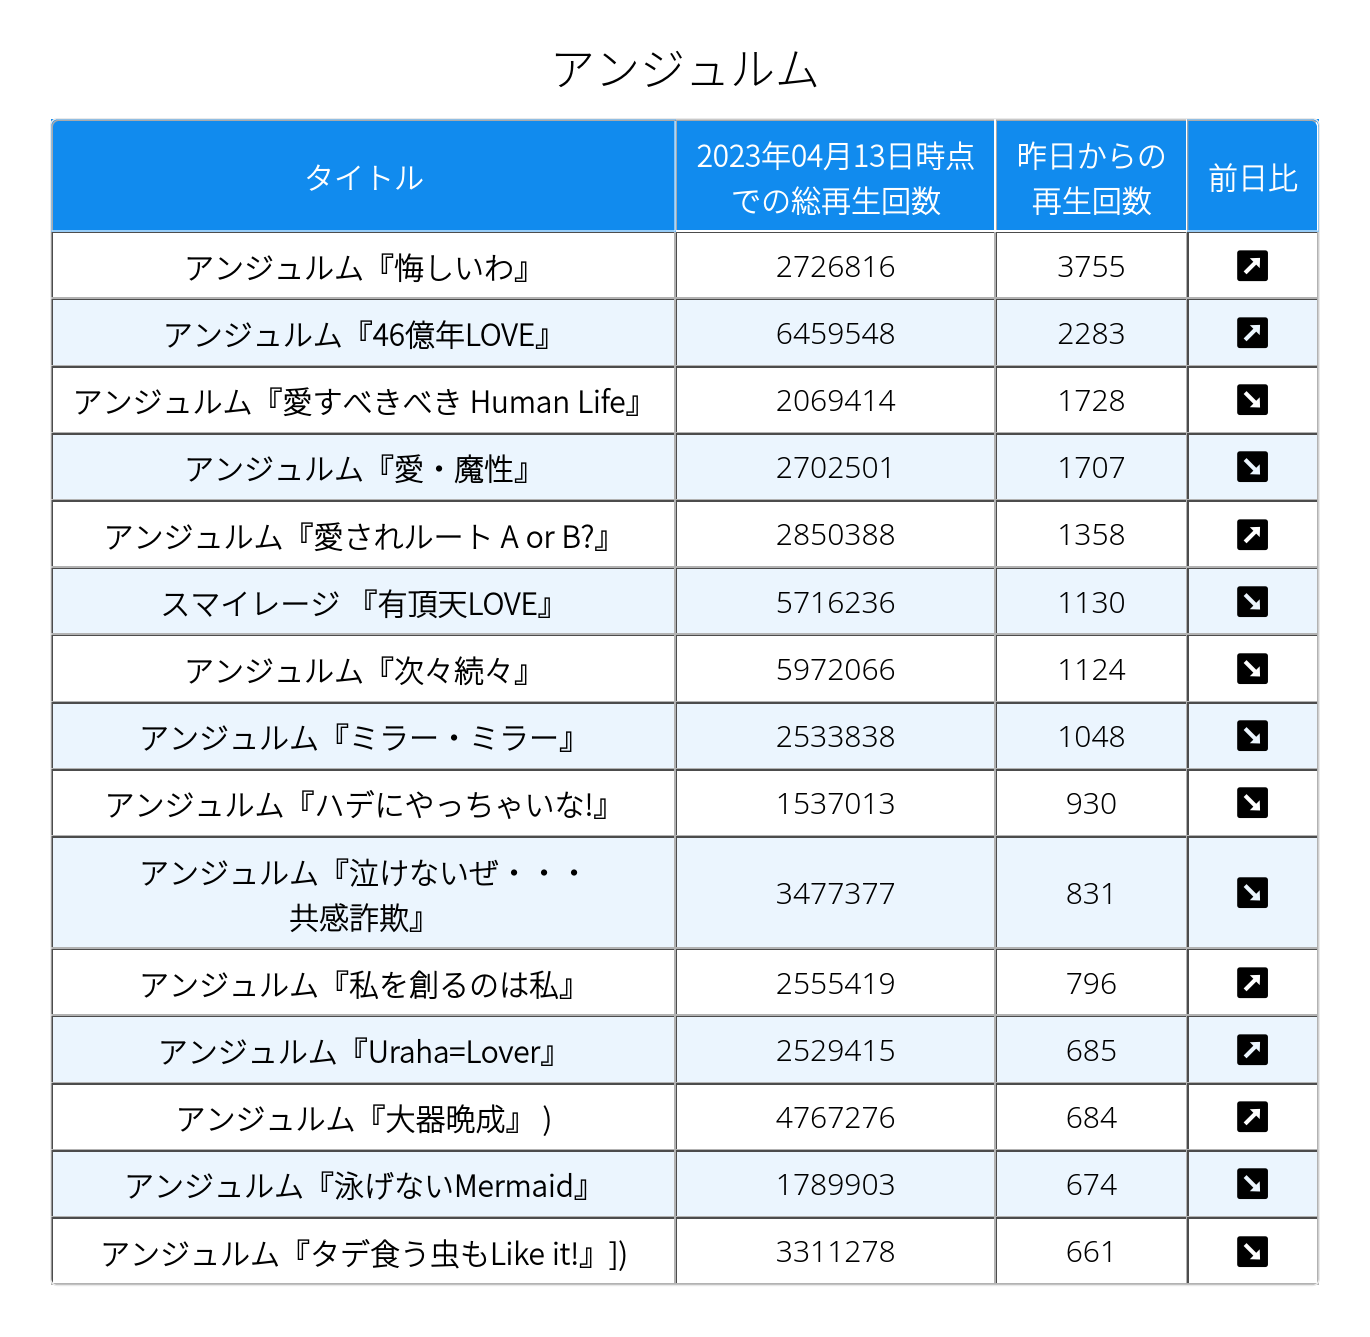 アンジュルム
タイトル
2023年04月13日時点
での総再生回数
昨日からの
再生回数
前日比
アンジュルム『悔しいわ』 2726816 3755 ↗
アンジュルム『46億年LOVE』 6459548 2283 ↗
アンジュルム『愛すべきべき Human Life』 2069414 1728 ↘
アンジュルム『愛・魔性』 2702501 1707 ↘
アンジュルム『愛されルート A or B?』 2850388 1358 ↗
スマイレージ 『有頂天LOVE』 5716236 1130 ↘
アンジュルム『次々続々』 5972066 1124 ↘
アンジュルム『ミラー・ミラー』 2533838 1048 ↘
アンジュルム『ハデにやっちゃいな!』 1537013 930 ↘
アンジュルム『泣けないぜ・・・
共感詐欺』 3477377 831 ↘
アンジュルム『私を創るのは私』 2555419 796 ↗
アンジュルム『Uraha=Lover』 2529415 685 ↗
アンジュルム『大器晩成』 ) 4767276 684 ↗
アンジュルム『泳げないMermaid』 1789903 674 ↘
アンジュルム『タデ食う虫もLike it!』]) 3311278 661 ↘